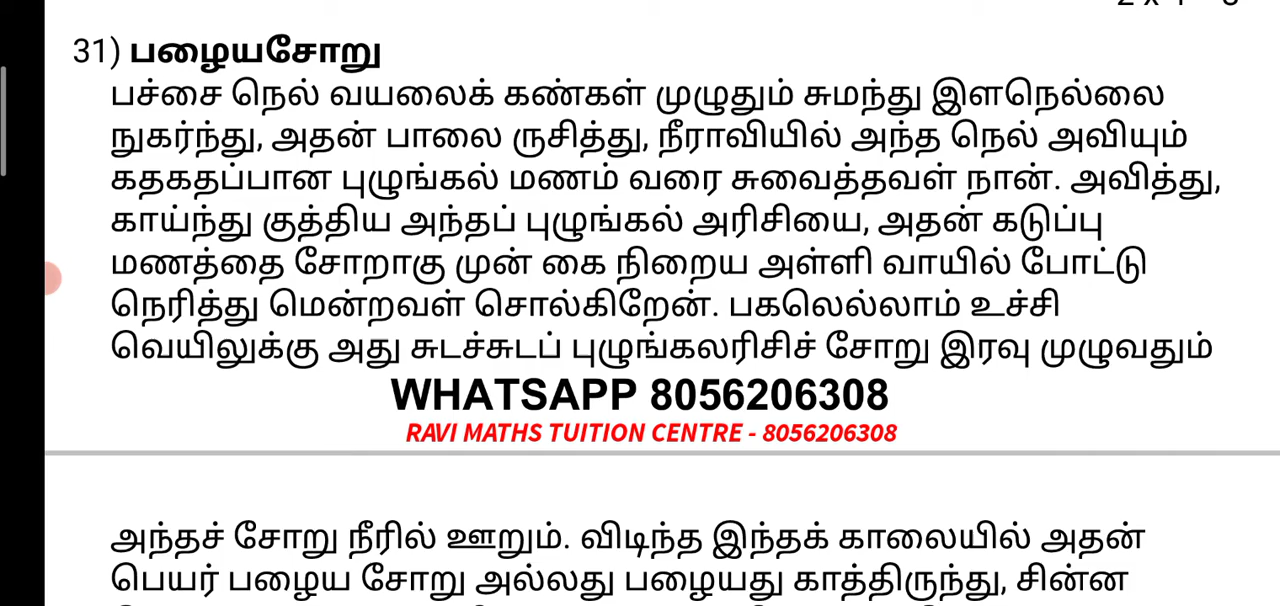 31) பழையசோறு
பச்சை நெல் வயலைக் கண்கள் முழுதும் சுமந்து இளநெல்லை
நுகர்ந்து, அதன் பாலை ருசித்து, நீராவியில் அந்த நெல் அவியும்
கதகதப்பான புழுங்கல் மணம் வரை சுவைத்தவள் நான். அவித்து,
காய்ந்து குத்திய அந்தப் புழுங்கல் அரிசியை, அதன் கடுப்பு
மணத்தை சோறாகு முன் கை நிறைய அள்ளி வாயில் போட்டு
நெரித்து மென்றவள் சொல்கிறேன். பகலெல்லாம் உச்சி
வெயிலுக்கு அது சுடச்சுடப் புழுங்கலரிசிச் சோறு இரவு முழுவதும்
WHATSAPP 8056206308
RAVI MATHS TUITION CENTRE - 8056206308
அந்தச் சோறு நீரில் ஊறும். விடிந்த இந்தக் காலையில் அதன்
பெயர் பழைய சோறு அல்லது பழையது காத்திருந்து, சின்ன